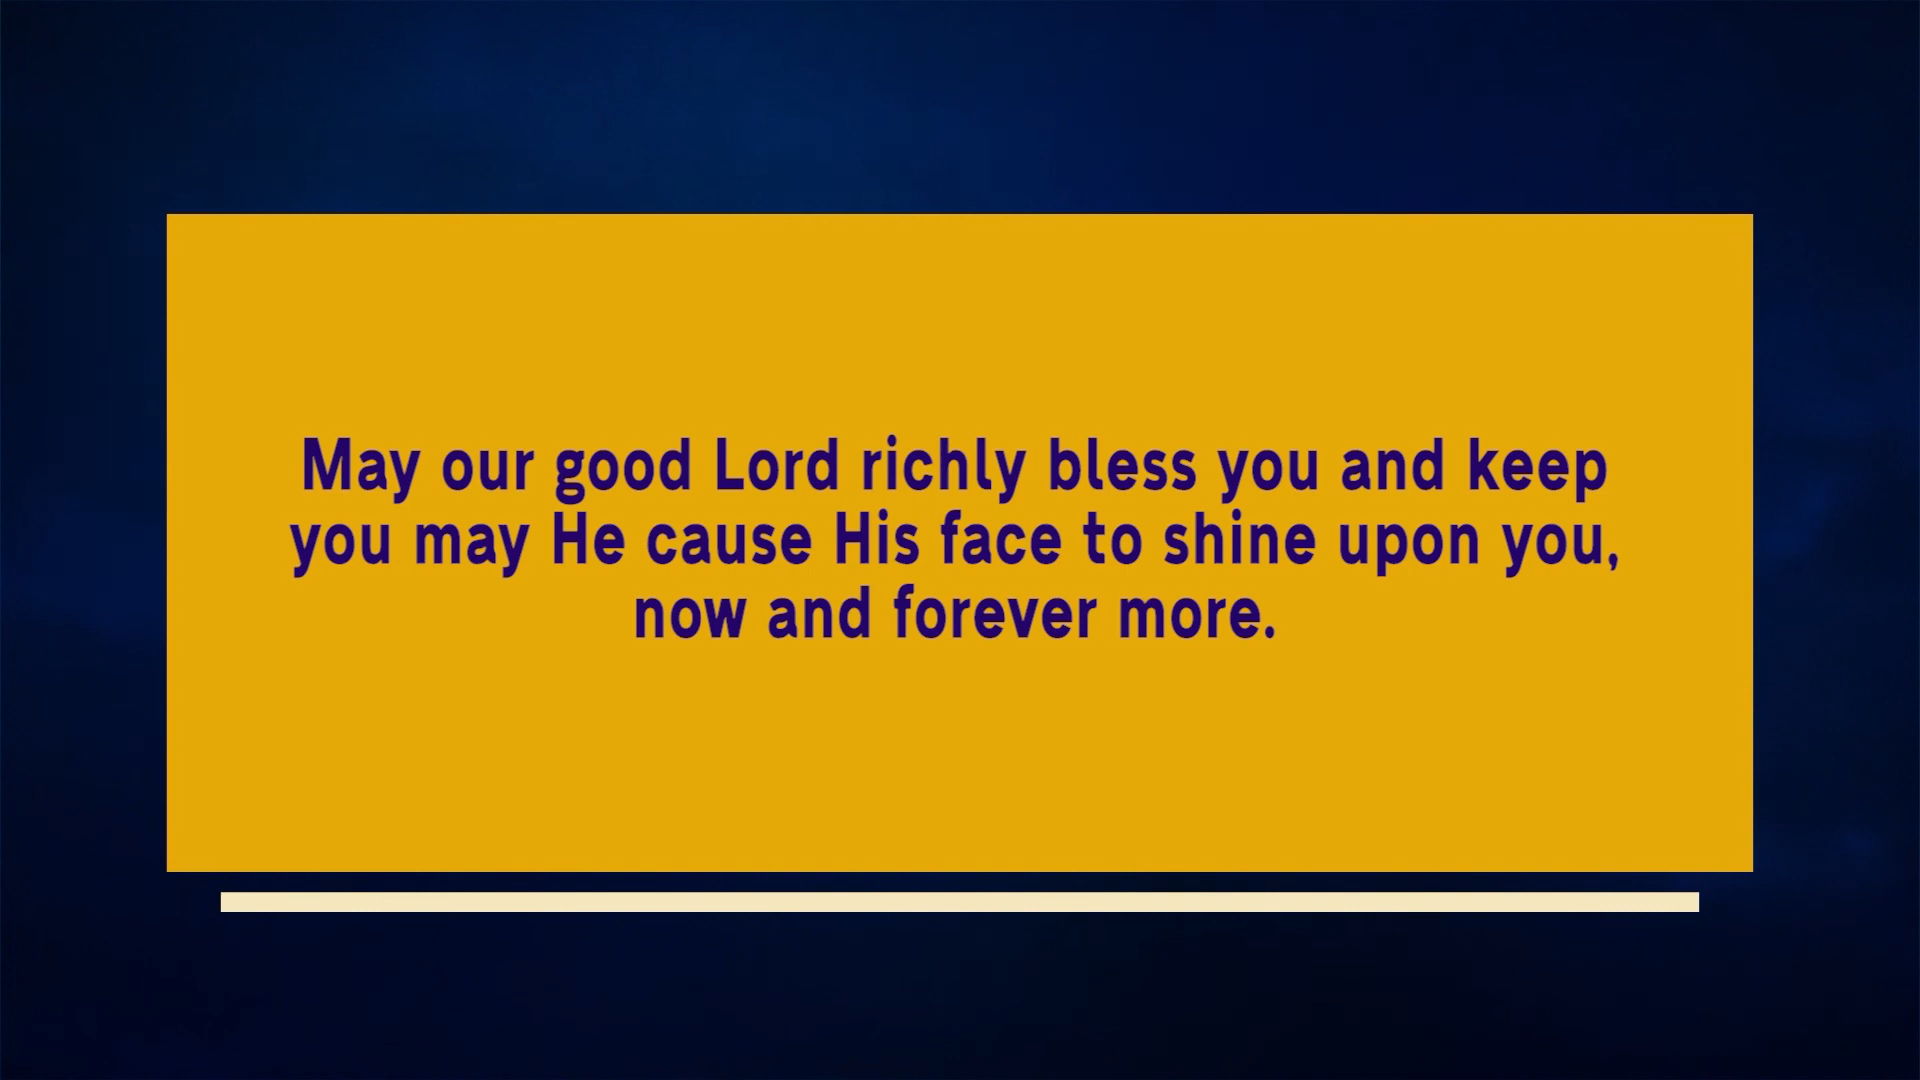 May our good Lord richly bless you and keep
you may He cause His face to shine upon you,
now and forever more.